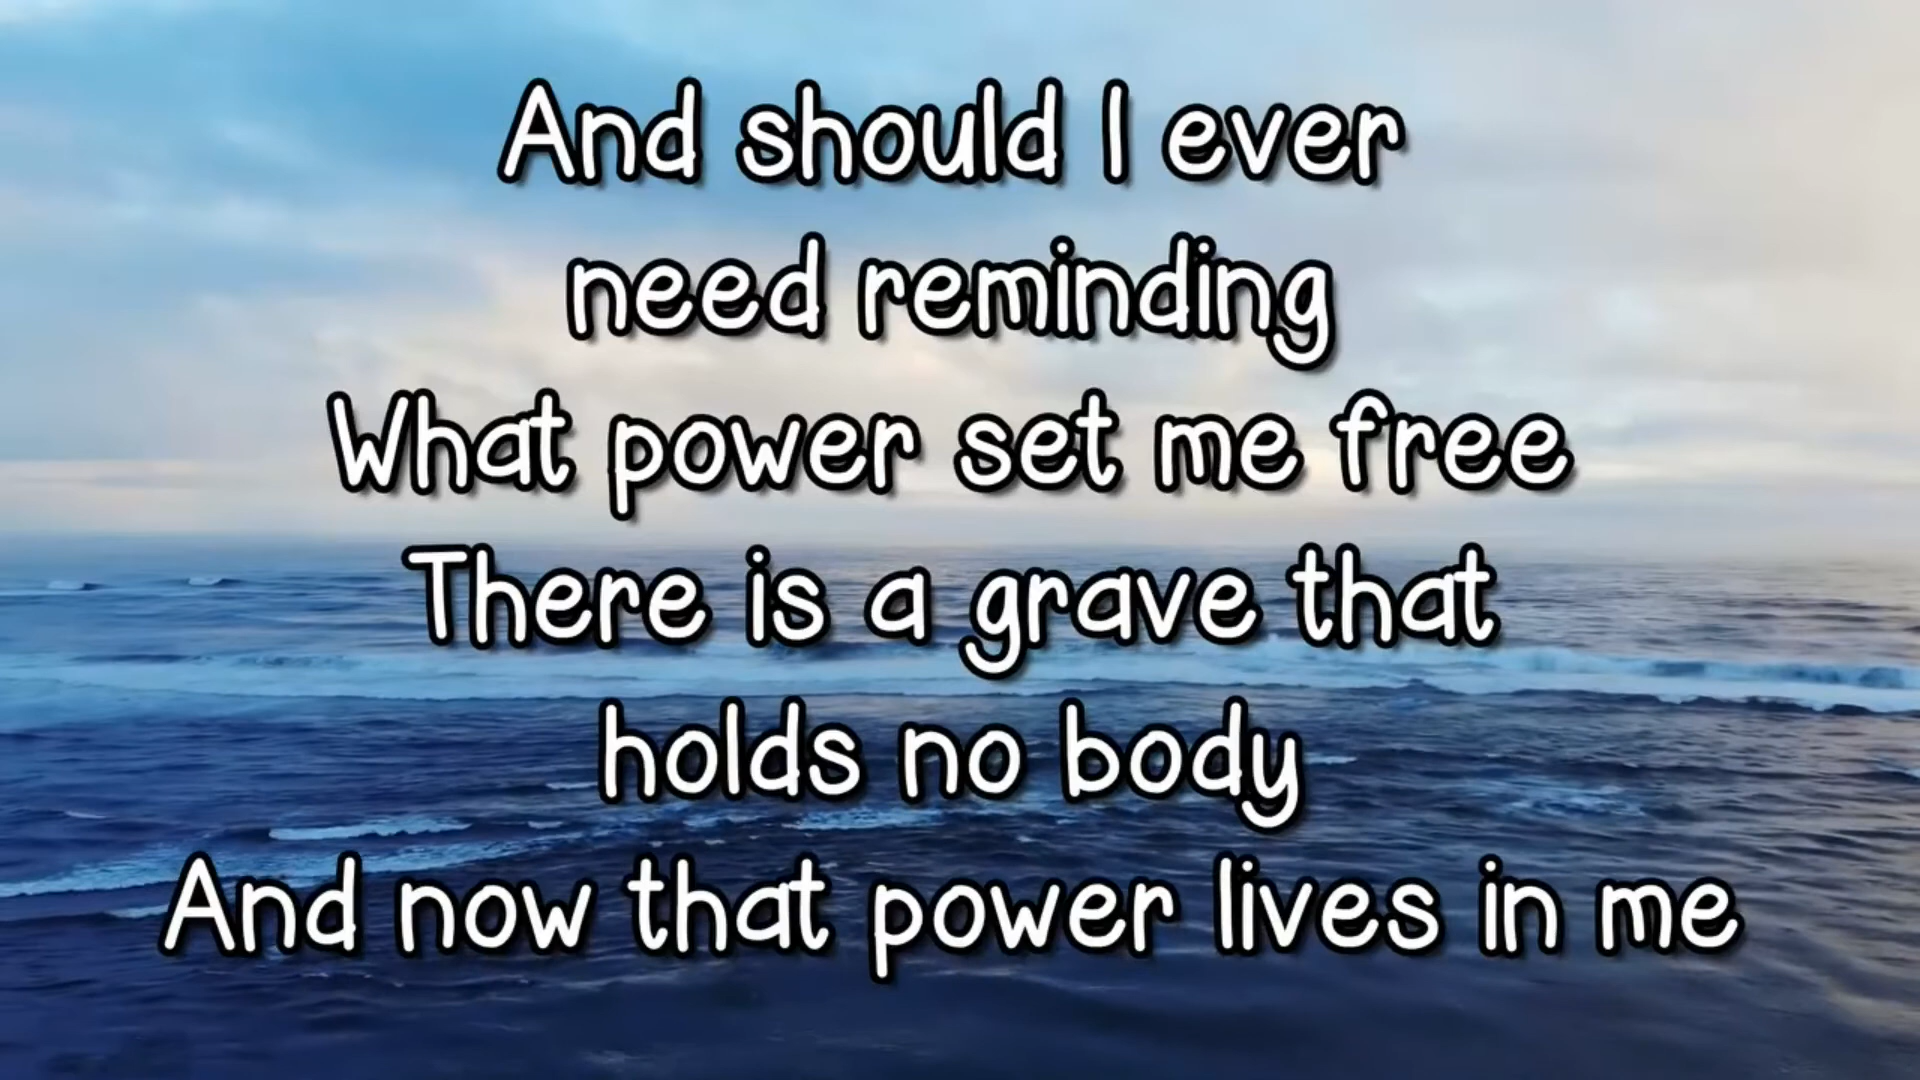 And should I ever
need reminding
What power set me free
There is a grave that
holds no body
And now that power lives in me